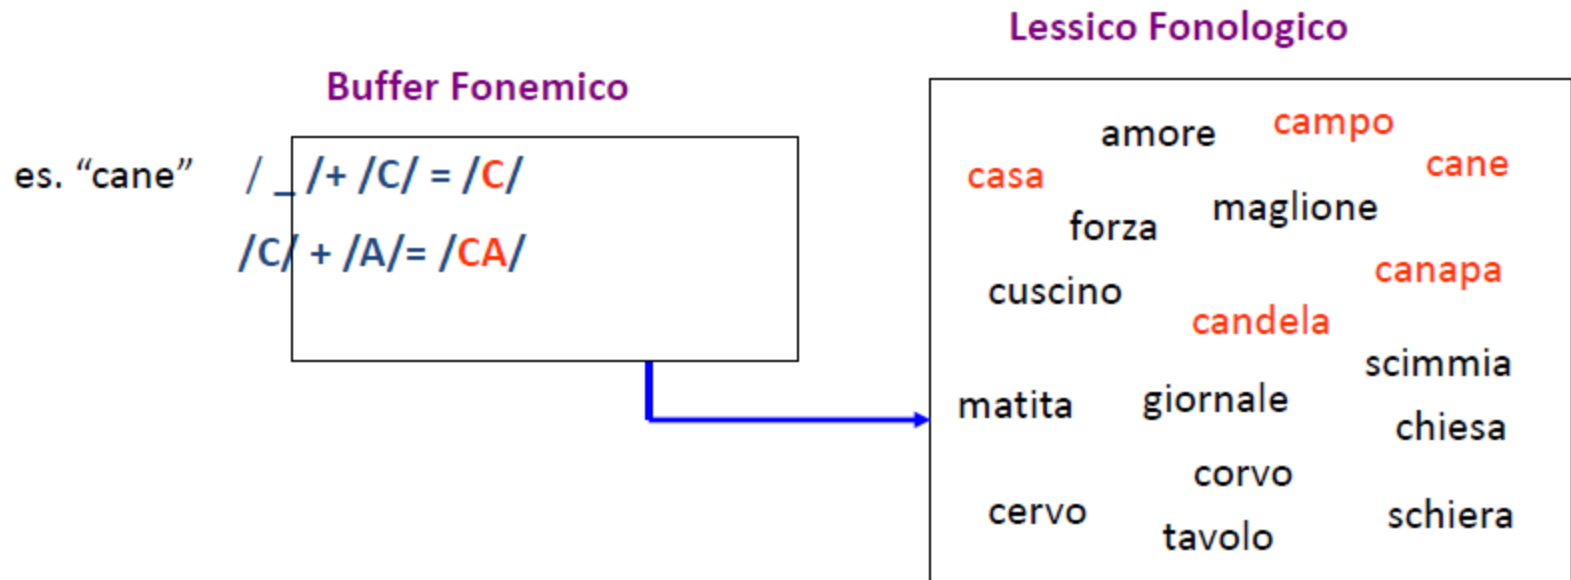 Lessico Fonologico
Buffer Fonemico
es. “cane” / _ /+ /C/ = /C/
/C/ + /A/= /CA/
amore campo
casa cane
forza maglione
cuscino canapa
candela
scimmia
matita giornale
chiesa
corvo
cervo schiera
tavolo